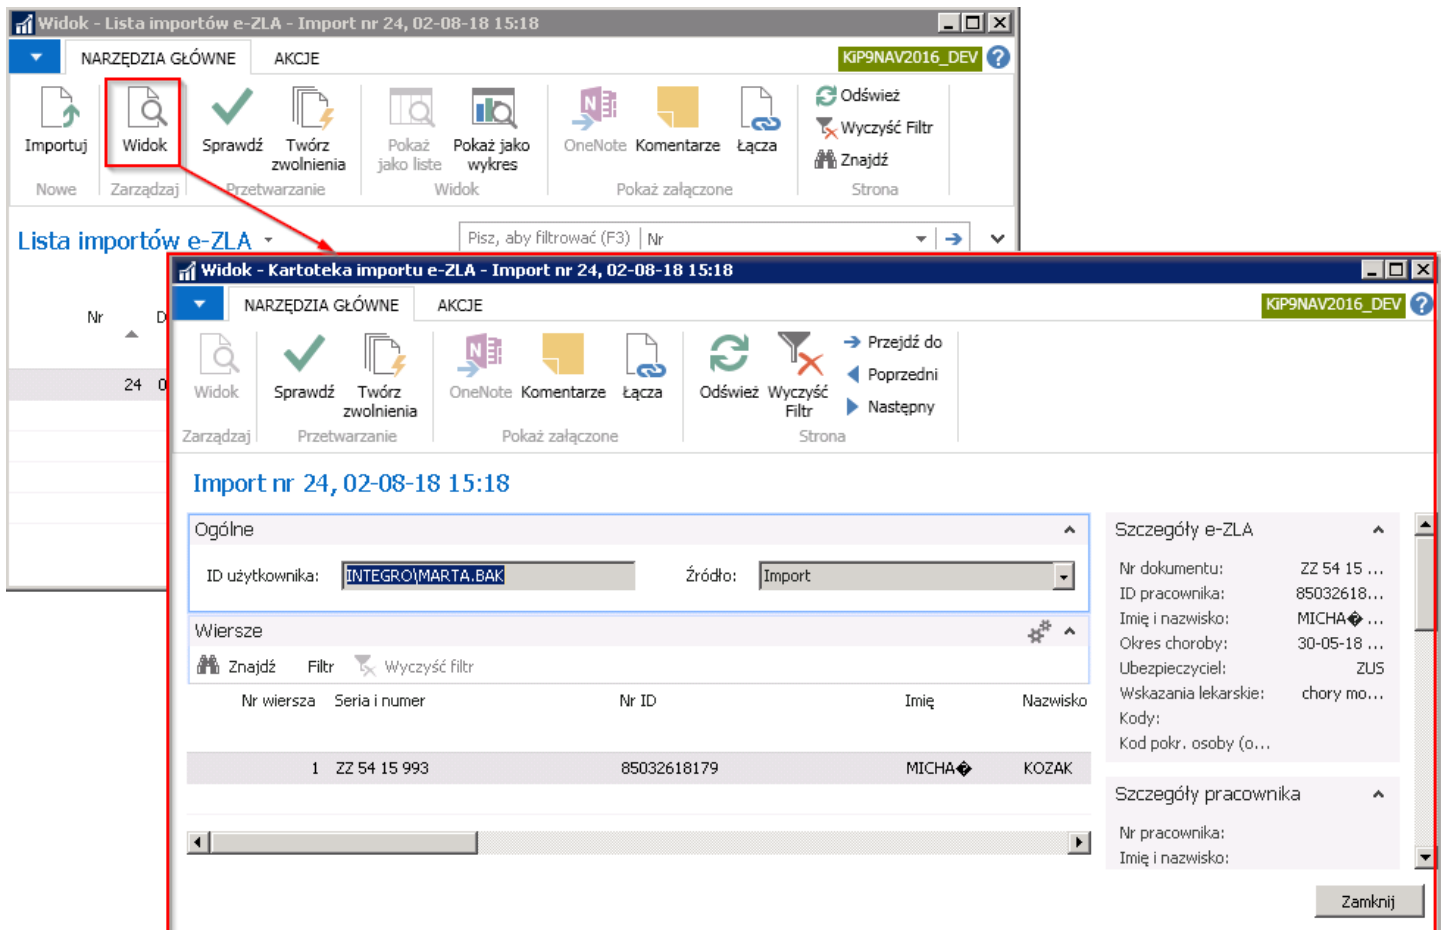 Widok - Lista importów e-ZLA - Import nr 24, 02-08-18 15:18
NARZĘDZIA GŁÓWNE AKCJE KiP9NAV2016_DEV
Importuj Widok Sprawdź Twórz zwolnienia Pokaż jako liste Pokaż jako wykres OneNote Komentarze Łącza
Odśwież
Wyczyść Filtr
Znajdź
Nowe Zarządzaj Przetwarzanie Widok Pokaż załączone Strona
Lista importów e-ZLA Pisz, aby filtrować (F3) Nr
Nr D
24 0
Widok - Kartoteka importu e-ZLA - Import nr 24, 02-08-18 15:18
NARZĘDZIA GŁÓWNE AKCJE KiP9NAV2016_DEV
Widok Sprawdź Twórz zwolnienia OneNote Komentarze Łącza Odśwież Wyczyść Filtr
Przejdź do
Poprzedni
Następny
Zarządzaj Przetwarzanie Pokaż załączone Strona
Import nr 24, 02-08-18 15:18
Ogólne
ID użytkownika: INTEGRO\MARTA.BAK Źródło: Import
Wiersze
Znajdź Filtr Wyczyść filtr
Nr wiersza Seria i numer Nr ID Imię Nazwisko
1 ZZ 54 15 993 85032618179 MICHA� KOZAK
Szczegóły e-ZLA
Nr dokumentu: ZZ 54 15 ...
ID pracownika: 85032618...
Imię i nazwisko: MICHA� ...
Okres choroby: 30-05-18 ...
Ubezpieczyciel: ZUS
Wskazania lekarskie: chory mo...
Kody:
Kod pokr. osoby (o...
Szczegóły pracownika
Nr pracownika:
Imię i nazwisko:
Zamknij